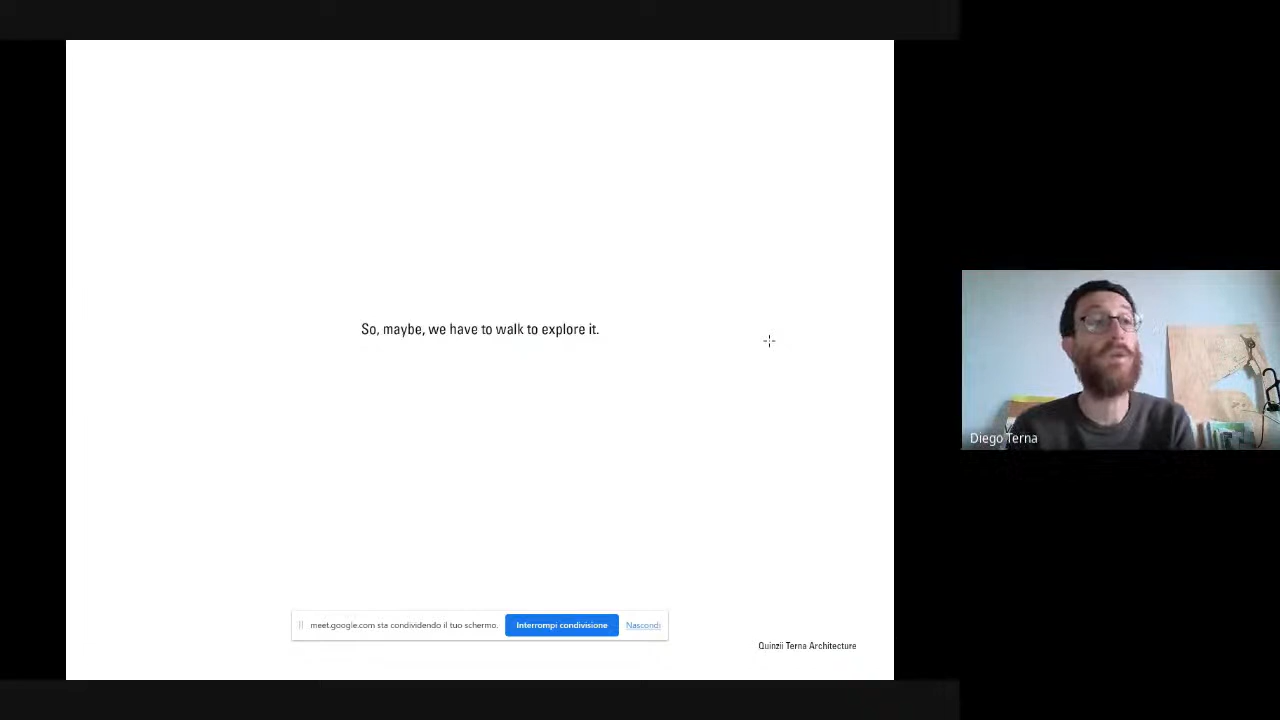 So, maybe, we have to walk to explore it.
Diego Terna
meet.google.com sta condividendo il tuo schermo. Interrompi condivisione Nascondi
Quinzii Terna Architecture